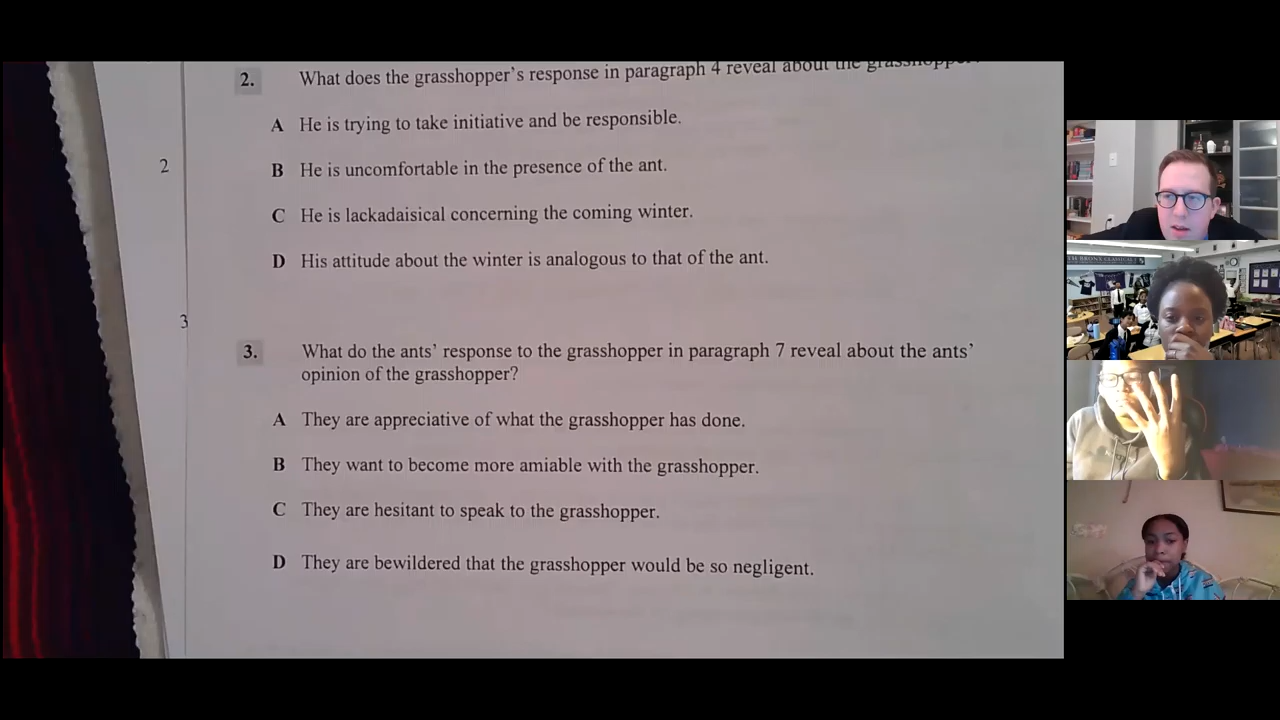 2. What does the grasshopper's response in paragraph 4 reveal about the grasshopper?
A He is trying to take initiative and be responsible.
2
B He is uncomfortable in the presence of the ant.
C He is lackadaisical concerning the coming winter.
D His attitude about the winter is analogous to that of the ant.
3
3. What do the ants' response to the grasshopper in paragraph 7 reveal about the ants'
opinion of the grasshopper?
A They are appreciative of what the grasshopper has done.
B They want to become more amiable with the grasshopper.
C They are hesitant to speak to the grasshopper.
D They are bewildered that the grasshopper would be so negligent.
BRONX CLASSICAL